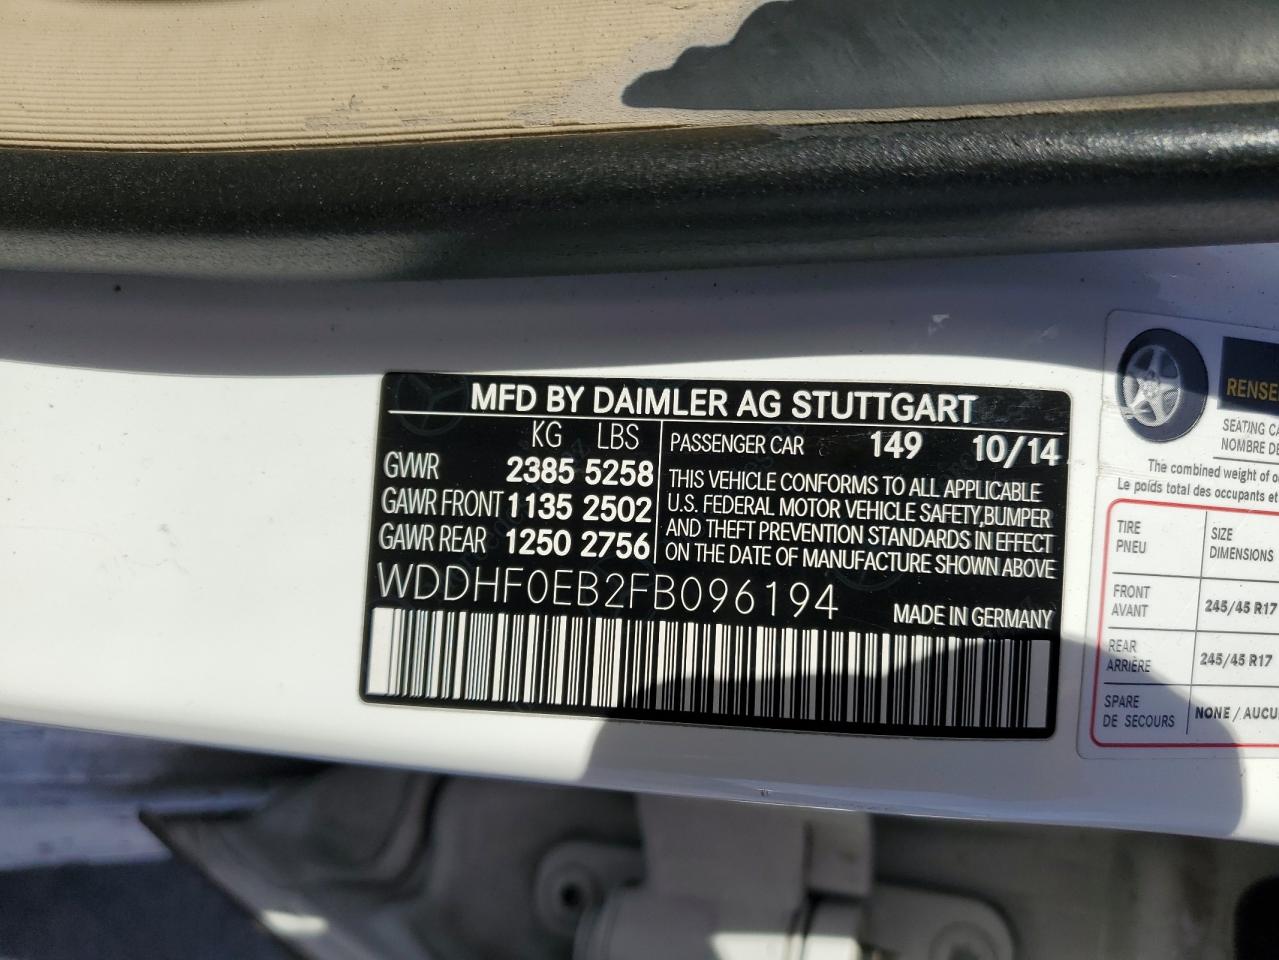 MFD BY DAIMLER AG STUTTGART
KG LBS
GVWR 2385 5258
GAWR FRONT 1135 2502
GAWR REAR 1250 2756
PASSENGER CAR 149 10/14
THIS VEHICLE CONFORMS TO ALL APPLICABLE
U.S. FEDERAL MOTOR VEHICLE SAFETY,BUMPER
AND THEFT PREVENTION STANDARDS IN EFFECT
ON THE DATE OF MANUFACTURE SHOWN ABOVE
WDDHF0EB2FB096194
MADE IN GERMANY
RENSE
SEATING CA
NOMBRE DE
The combined weight of o
Le poids total des occupants et
TIRE SIZE
PNEU DIMENSIONS
FRONT
AVANT 245/45 R17
REAR
ARRIÈRE 245/45 R17
SPARE
DE SECOURS NONE / AUCU